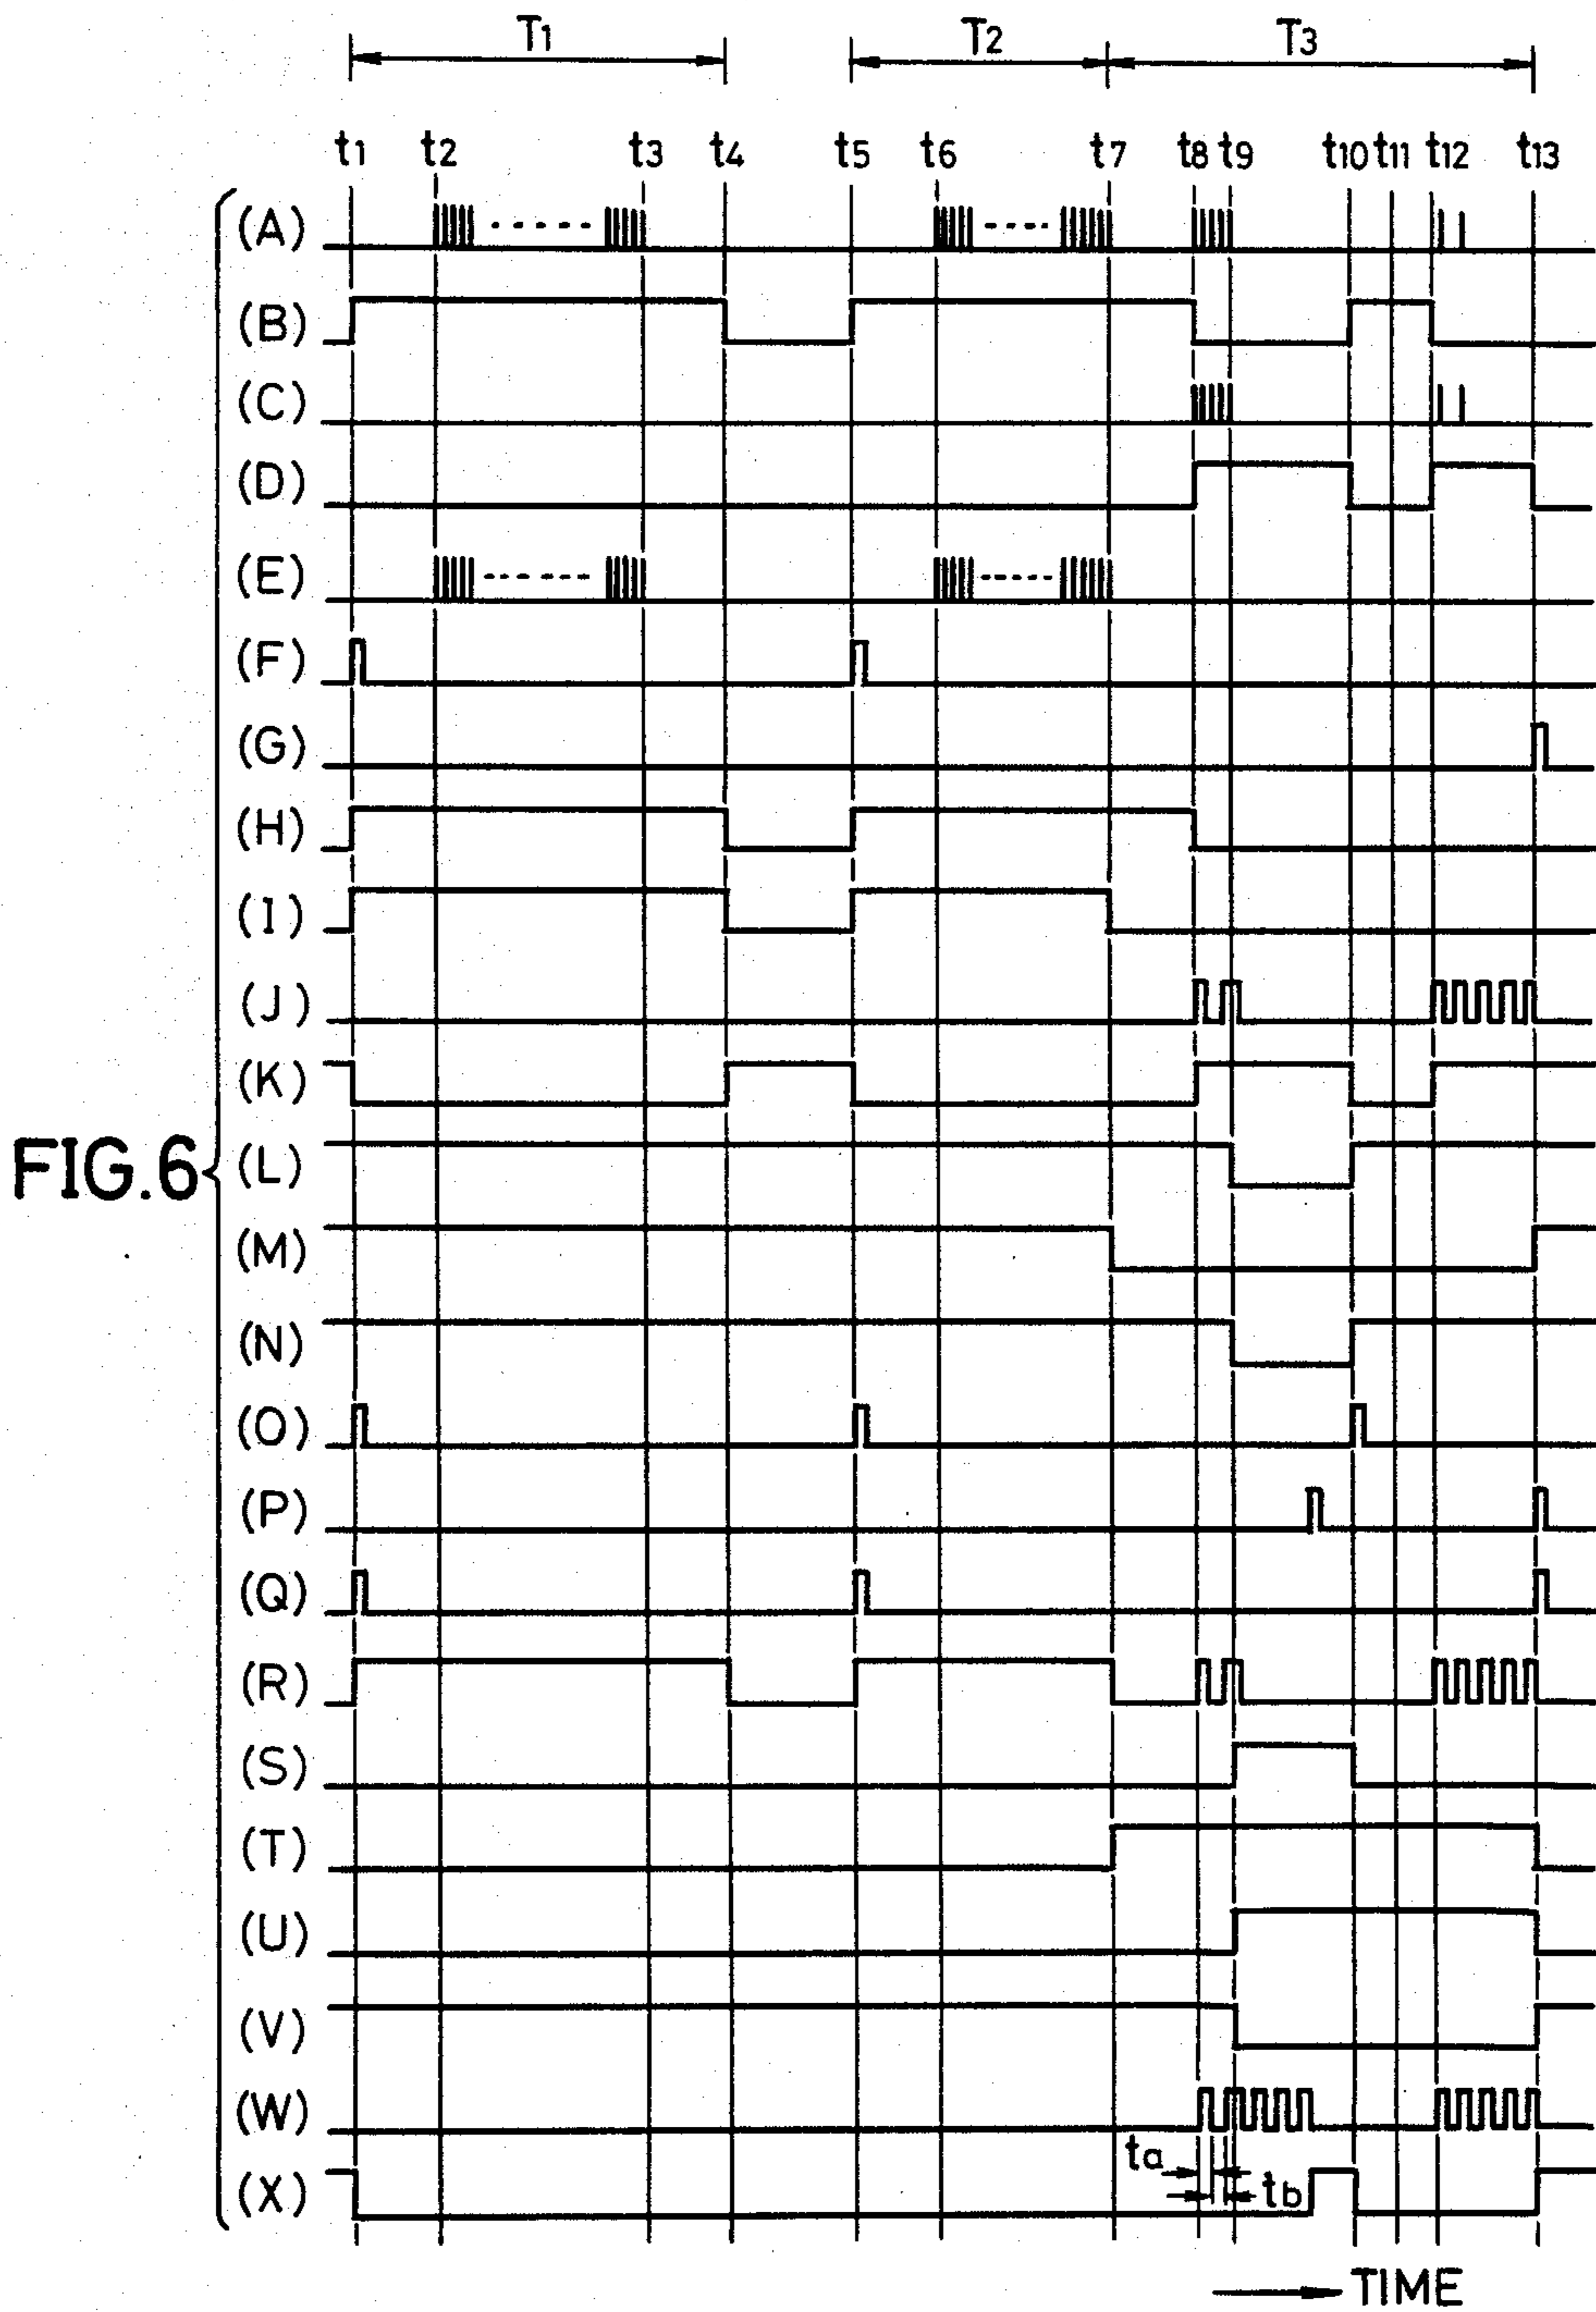 T1 T2 T3
t1 t2 t3 t4 t5 t6 t7 t8 t9 t10 t11 t12 t13
(A)
(B)
(C)
(D)
(E)
(F)
(G)
(H)
(I)
(J)
(K)
FIG.6 (L)
(M)
(N)
(O)
(P)
(Q)
(R)
(S)
(T)
(U)
(V)
(W)
ta
tb
(X)
TIME